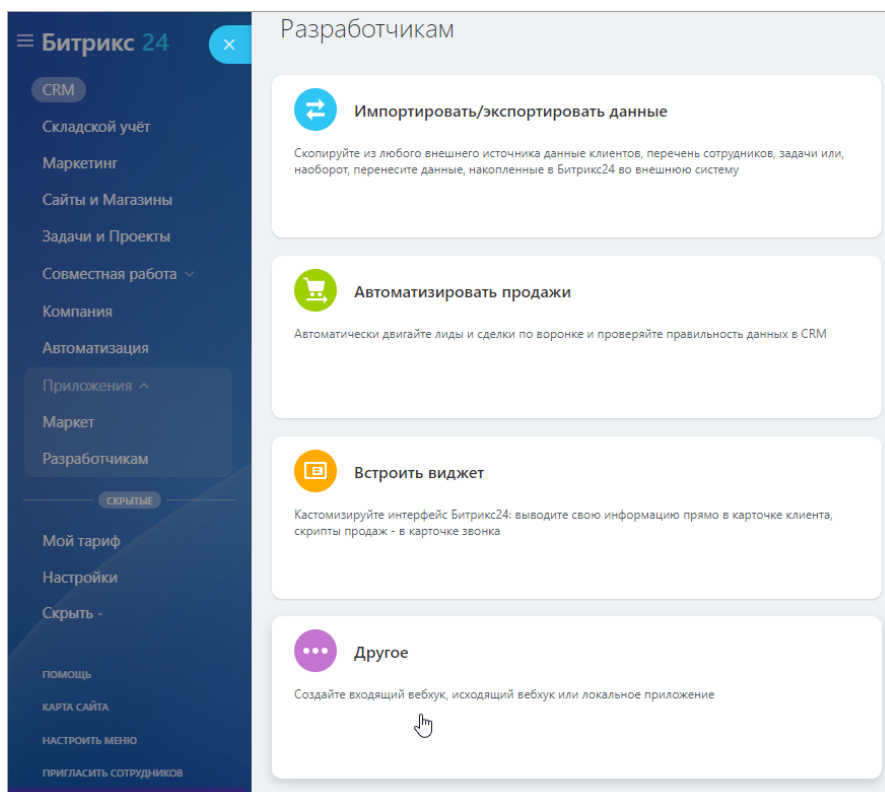 Битрикс 24
CRM
Складской учёт
Маркетинг
Сайты и Магазины
Задачи и Проекты
Совместная работа
Компания
Автоматизация
Приложения
Маркет
Разработчикам
СКРЫТЫЕ
Мой тариф
Настройки
Скрыть -
ПОМОЩЬ
КАРТА САЙТА
НАСТРОИТЬ МЕНЮ
ПРИГЛАСИТЬ СОТРУДНИКОВ
Разработчикам
Импортировать/экспортировать данные
Скопируйте из любого внешнего источника данные клиентов, перечень сотрудников, задачи или,
наоборот, перенесите данные, накопленные в Битрикс24 во внешнюю систему
Автоматизировать продажи
Автоматически двигайте лиды и сделки по воронке и проверяйте правильность данных в CRM
Встроить виджет
Кастомизируйте интерфейс Битрикс24: выводите свою информацию прямо в карточке клиента,
скрипты продаж - в карточке звонка
Другое
Создайте входящий вебхук, исходящий вебхук или локальное приложение